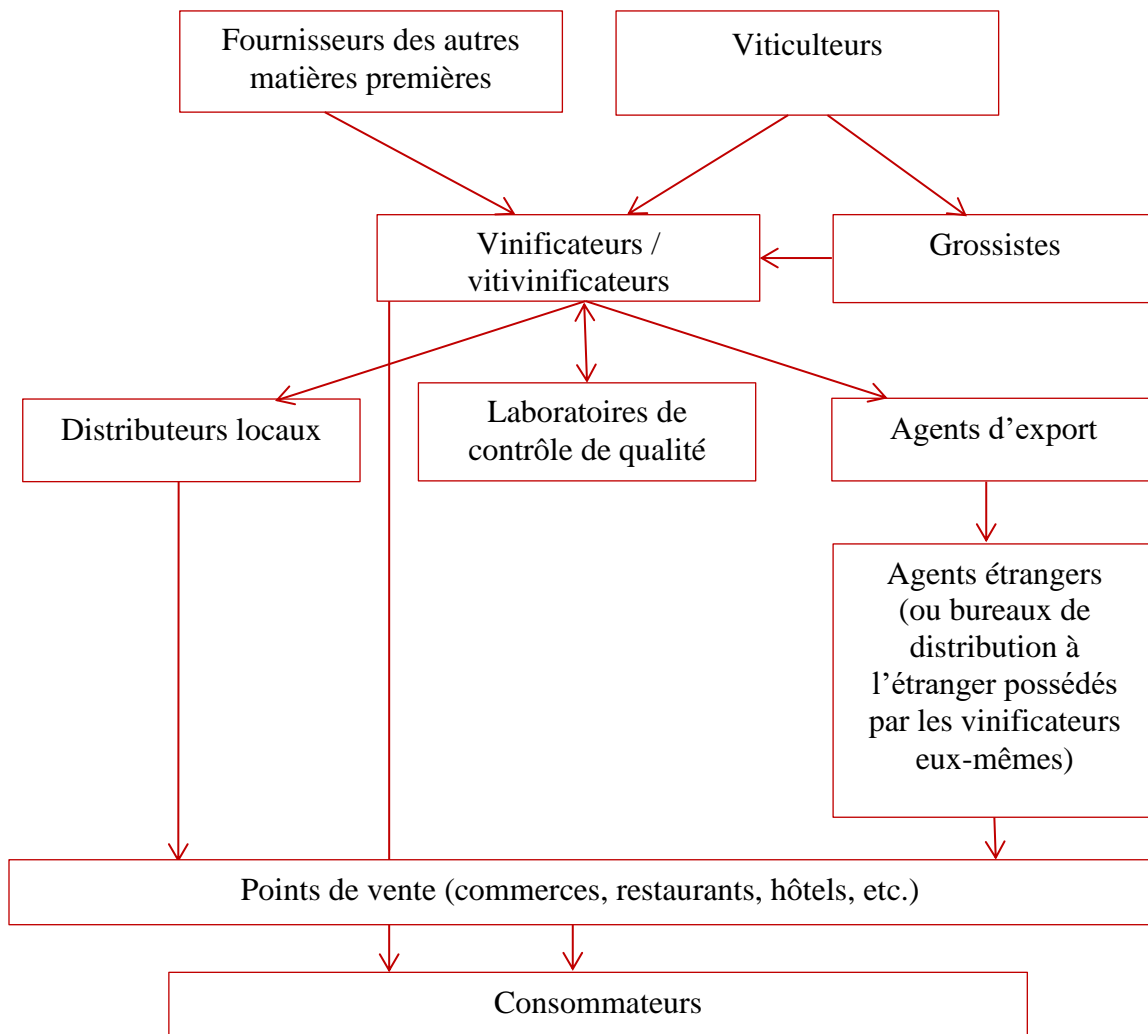 Fournisseurs des autres
matières premières
Viticulteurs
Vinificateurs /
vitivinificateurs
Grossistes
Distributeurs locaux
Laboratoires de
contrôle de qualité
Agents d’export
Agents étrangers
(ou bureaux de
distribution à
l’étranger possédés
par les vinificateurs
eux-mêmes)
Points de vente (commerces, restaurants, hôtels, etc.)
Consommateurs